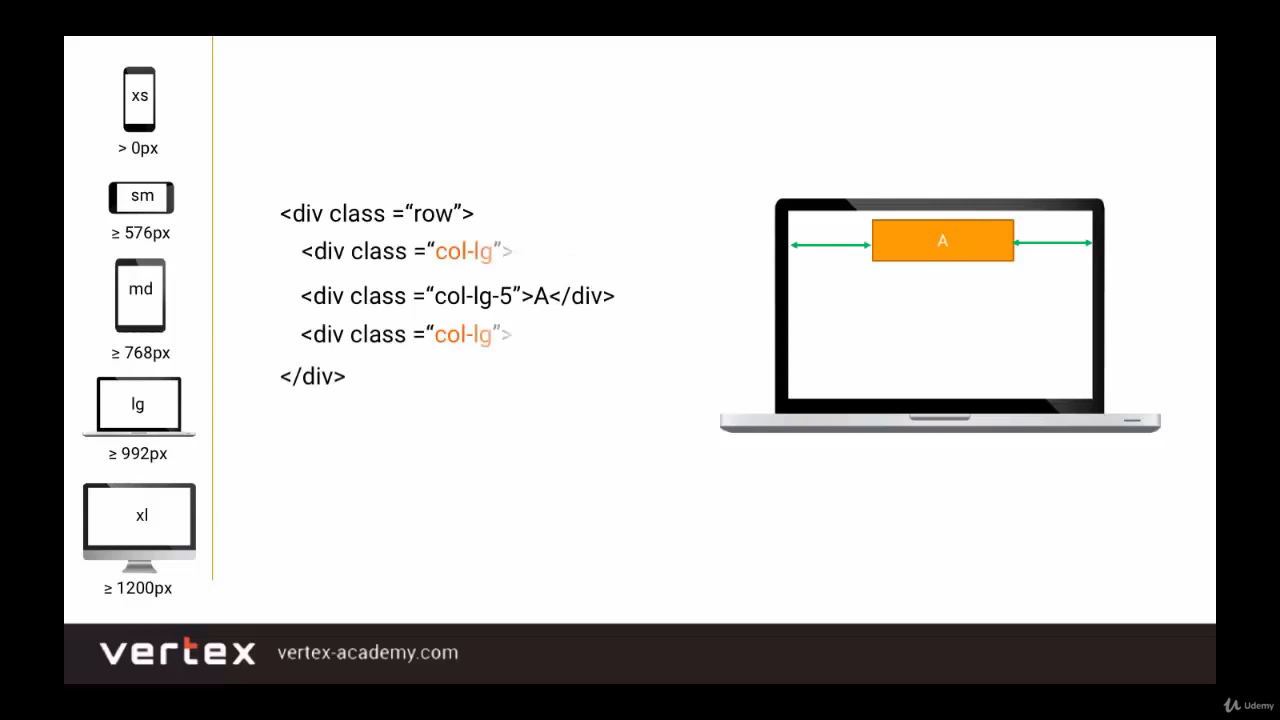 xs
> 0px
sm
≥ 576px
md
≥ 768px
lg
≥ 992px
xl
≥ 1200px
<div class =“row”>
<div class =“col-lg”>
<div class =“col-lg-5”>A</div>
<div class =“col-lg”>
</div>
A
vertex vertex-academy.com
Udemy